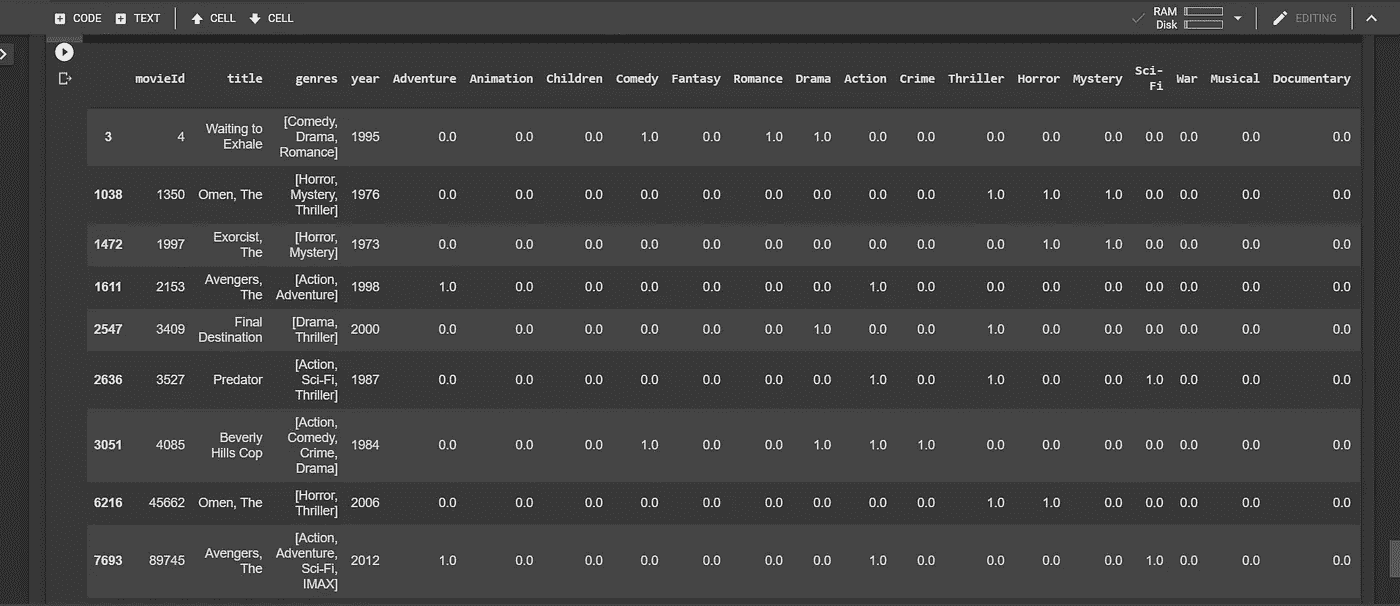 CODE TEXT CELL CELL RAM Disk EDITING
movieId title genres year Adventure Animation Children Comedy Fantasy Romance Drama Action Crime Thriller Horror Mystery Sci-Fi War Musical Documentary
3 4 Waiting to Exhale [Comedy, Drama, Romance] 1995 0.0 0.0 0.0 1.0 0.0 1.0 1.0 0.0 0.0 0.0 0.0 0.0 0.0 0.0 0.0 0.0
1038 1350 Omen, The [Horror, Mystery, Thriller] 1976 0.0 0.0 0.0 0.0 0.0 0.0 0.0 0.0 0.0 1.0 1.0 1.0 0.0 0.0 0.0 0.0
1472 1997 Exorcist, The [Horror, Mystery] 1973 0.0 0.0 0.0 0.0 0.0 0.0 0.0 0.0 0.0 0.0 1.0 1.0 0.0 0.0 0.0 0.0
1611 2153 Avengers, The [Action, Adventure] 1998 1.0 0.0 0.0 0.0 0.0 0.0 0.0 1.0 0.0 0.0 0.0 0.0 0.0 0.0 0.0 0.0
2547 3409 Final Destination [Drama, Thriller] 2000 0.0 0.0 0.0 0.0 0.0 0.0 1.0 0.0 0.0 1.0 0.0 0.0 0.0 0.0 0.0 0.0
2636 3527 Predator [Action, Sci-Fi, Thriller] 1987 0.0 0.0 0.0 0.0 0.0 0.0 0.0 1.0 0.0 1.0 0.0 0.0 1.0 0.0 0.0 0.0
3051 4085 Beverly Hills Cop [Action, Comedy, Crime, Drama] 1984 0.0 0.0 0.0 1.0 0.0 0.0 1.0 1.0 1.0 0.0 0.0 0.0 0.0 0.0 0.0 0.0
6216 45662 Omen, The [Horror, Thriller] 2006 0.0 0.0 0.0 0.0 0.0 0.0 0.0 0.0 0.0 1.0 1.0 0.0 0.0 0.0 0.0 0.0
7693 89745 Avengers, The [Action, Adventure, Sci-Fi, IMAX] 2012 1.0 0.0 0.0 0.0 0.0 0.0 0.0 1.0 0.0 0.0 0.0 0.0 1.0 0.0 0.0 0.0